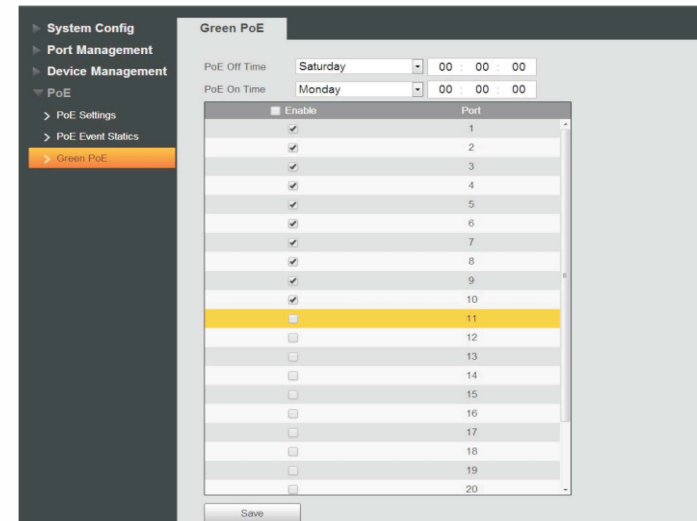 System Config
Port Management
Device Management
PoE
PoE Settings
PoE Event Statics
Green PoE
Green PoE
PoE Off Time Saturday 00 : 00 : 00
PoE On Time Monday 00 : 00 : 00
Enable Port
1
2
3
4
5
6
7
8
9
10
11
12
13
14
15
16
17
18
19
20
Save